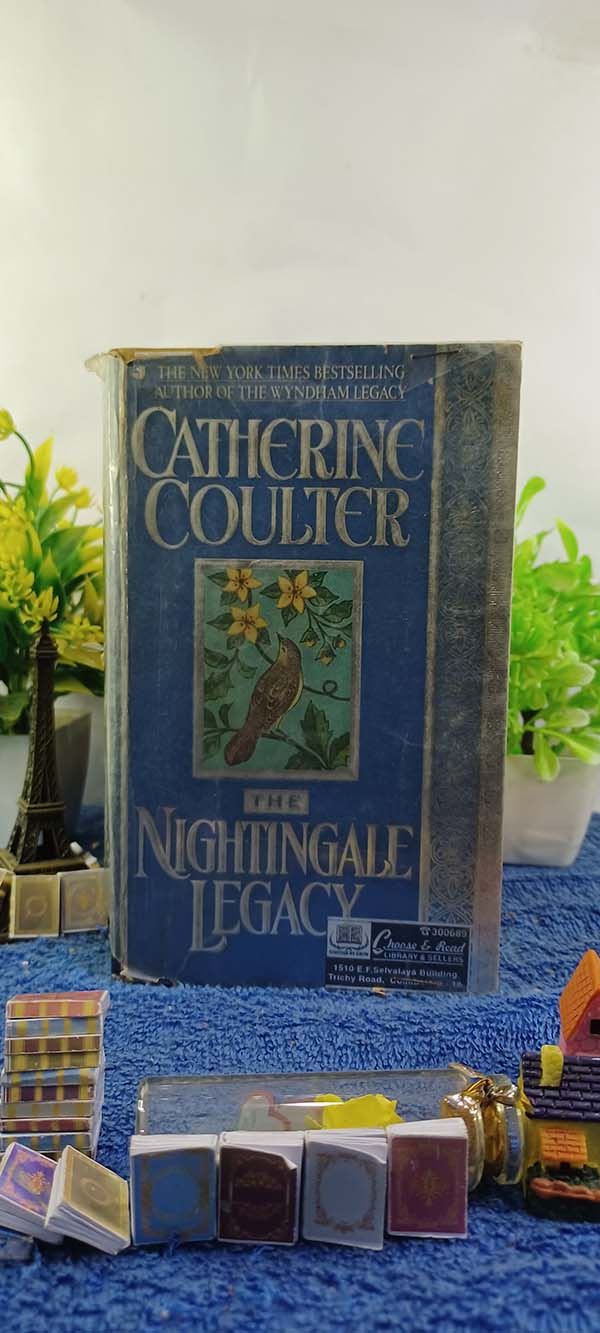 THE NEW YORK TIMES BESTSELLING
AUTHOR OF THE WYNDHAM LEGACY
CATHERINE
COULTER
THE
NIGHTINGALE
LEGACY
☎300689
Choose & Read
LIBRARY & SELLERS
1510 E.F.Selvalaya Building,
Trichy Road,